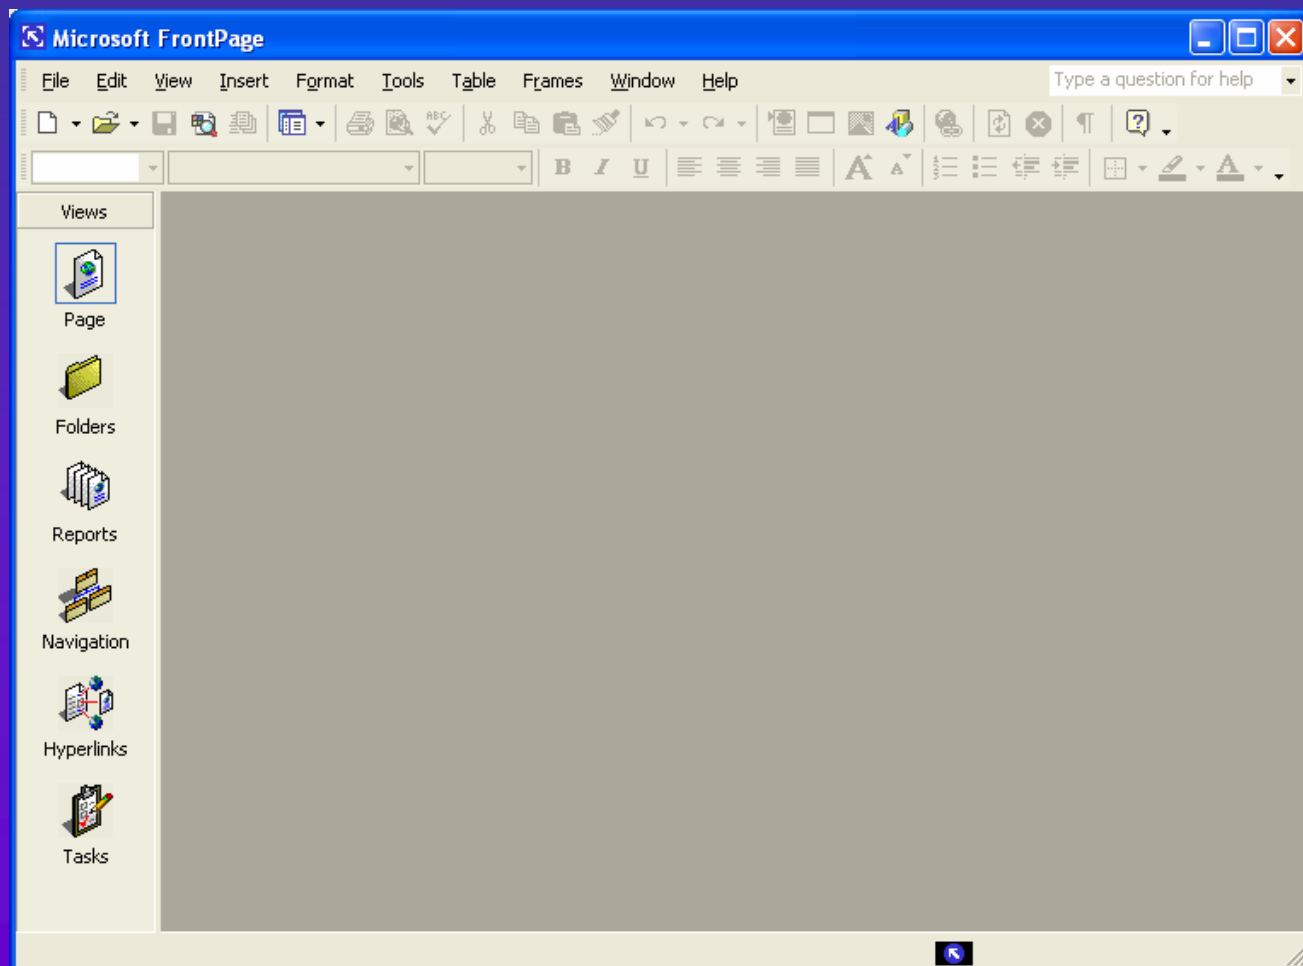 Microsoft FrontPage
File Edit View Insert Format Tools Table Frames Window Help Type a question for help
ABC
B I U A A A
Views
Page
Folders
Reports
Navigation
Hyperlinks
Tasks